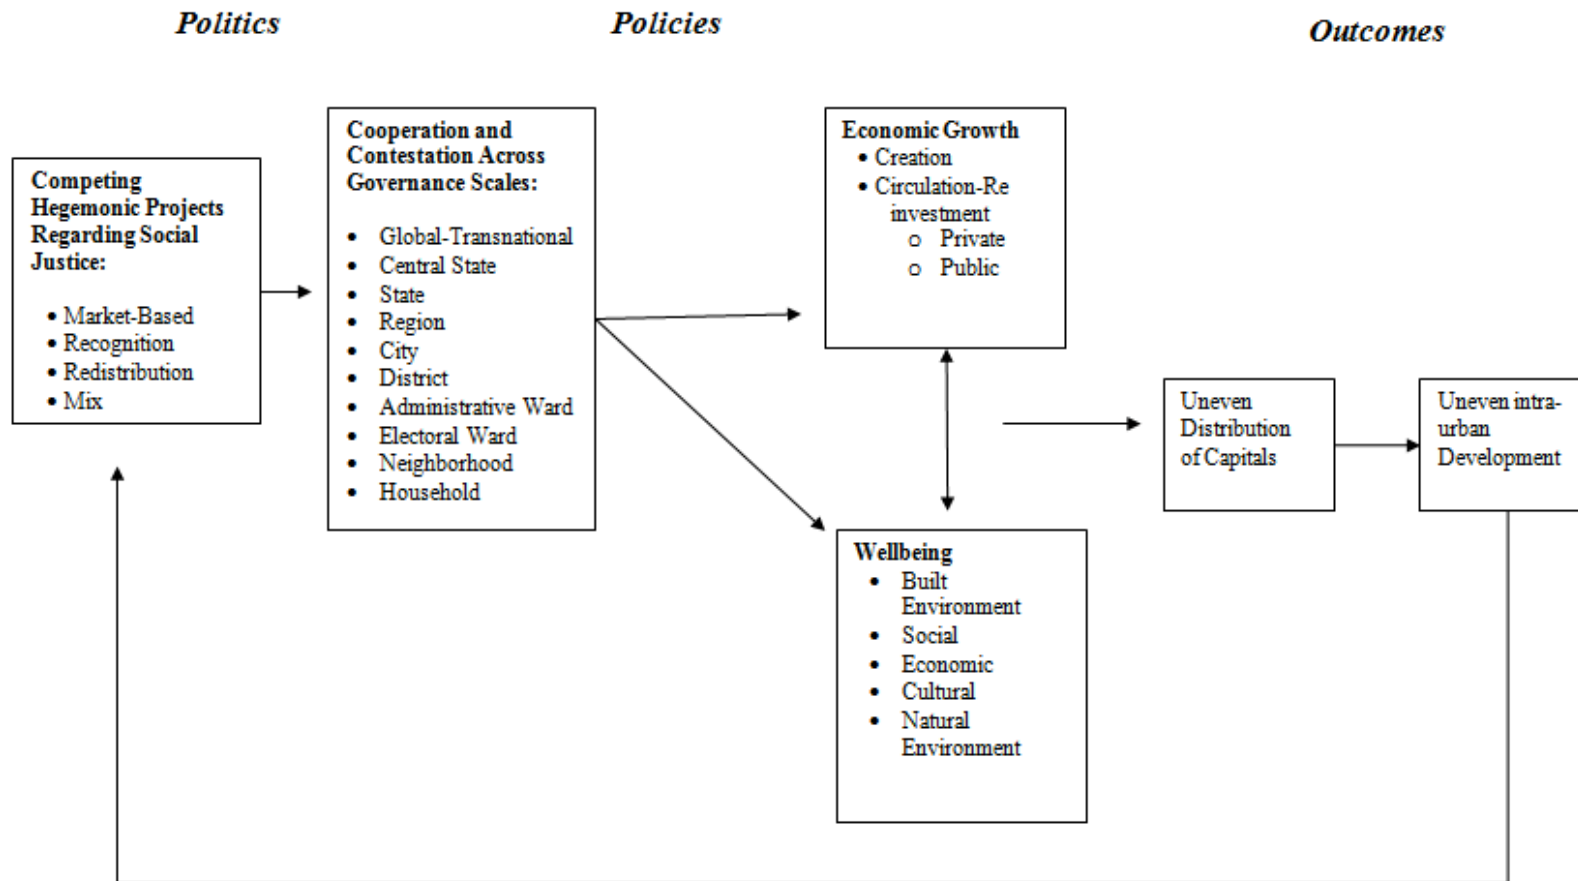 Politics
Policies
Outcomes
Competing
Hegemonic Projects
Regarding Social
Justice:
• Market-Based
• Recognition
• Redistribution
• Mix
Cooperation and
Contestation Across
Governance Scales:
• Global-Transnational
• Central State
• State
• Region
• City
• District
• Administrative Ward
• Electoral Ward
• Neighborhood
• Household
Economic Growth
• Creation
• Circulation-Re
investment
o Private
o Public
Wellbeing
• Built
Environment
• Social
• Economic
• Cultural
• Natural
Environment
Uneven
Distribution
of Capitals
Uneven intra-
urban
Development